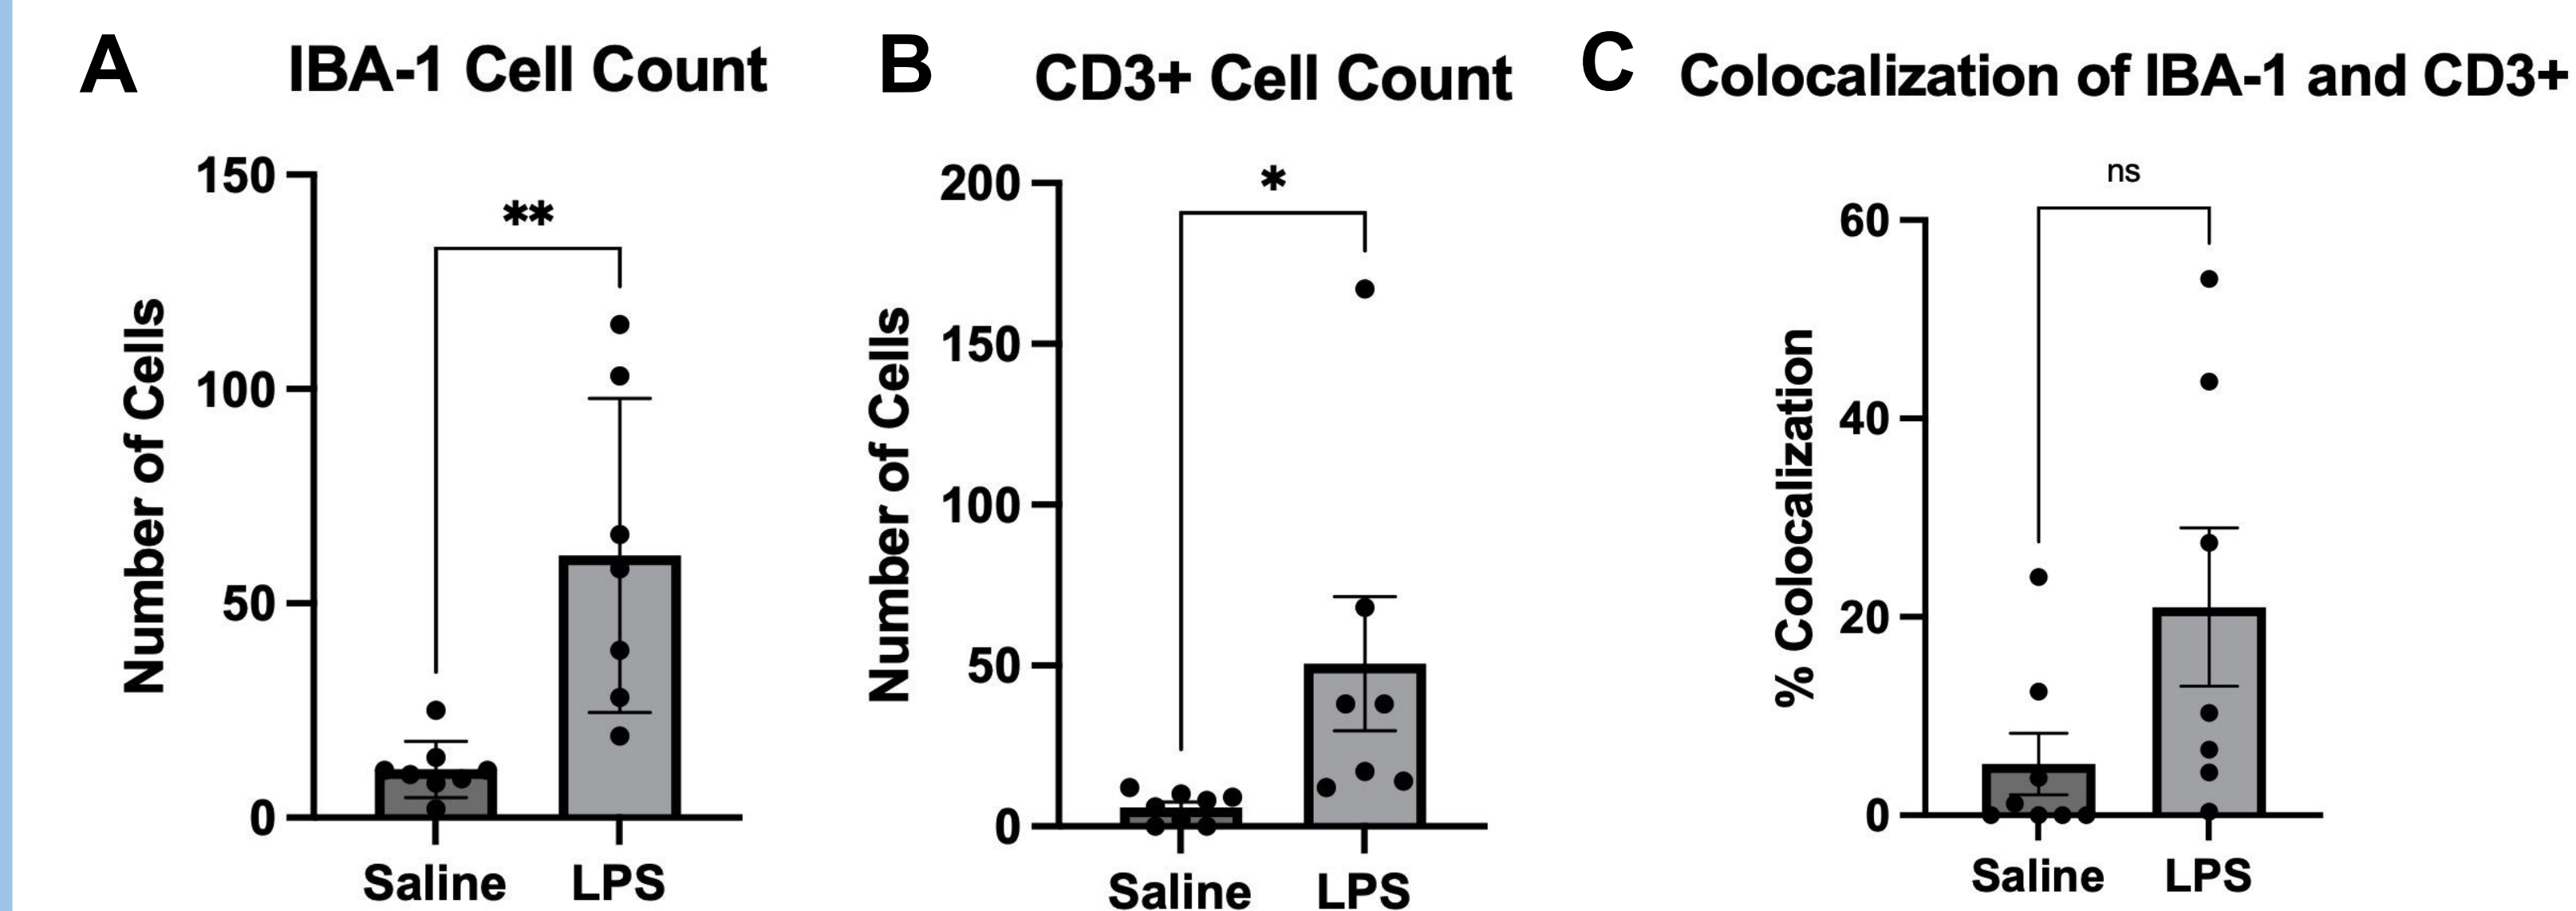 A
IBA-1 Cell Count
Number of Cells
150
100
50
0
**
Saline
LPS
B
CD3+ Cell Count
Number of Cells
200
150
100
50
0
*
Saline
LPS
C
Colocalization of IBA-1 and CD3+
% Colocalization
60
40
20
0
ns
Saline
LPS